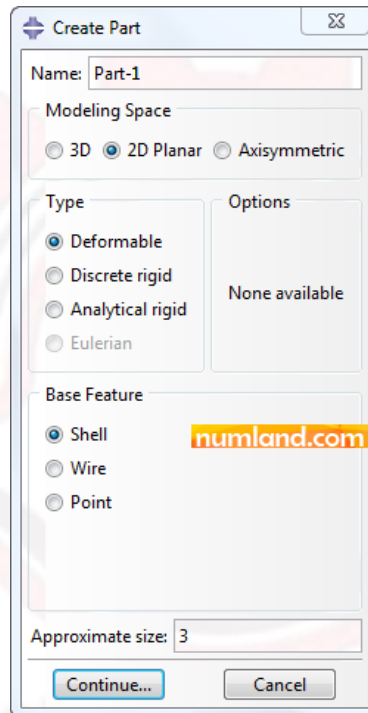 Create Part
Name: Part-1
Modeling Space
3D 2D Planar Axisymmetric
Type
Deformable
Discrete rigid
Analytical rigid
Eulerian
Options
None available
Base Feature
Shell
Wire
Point
numland.com
Approximate size: 3
Continue... Cancel